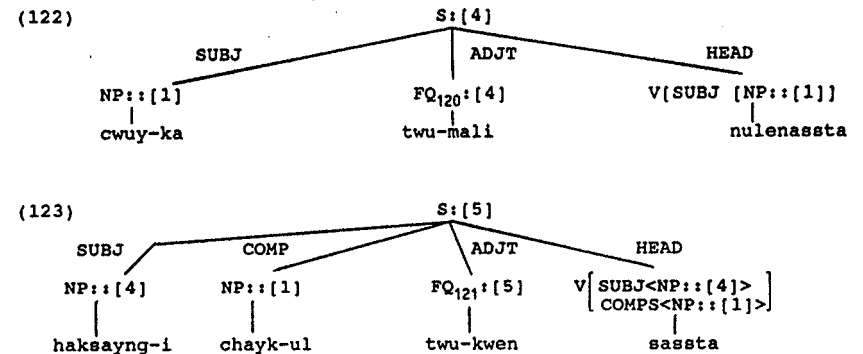 (122) S:[4]
SUBJ ADJT HEAD
NP::[1] FQ120:[4] V[SUBJ [NP::[1]]
cwuy-ka twu-mali nulenassta
(123) S:[5]
SUBJ COMP ADJT HEAD
NP::[4] NP::[1] FQ121:[5] V[SUBJ<NP::[4]>
COMPS<NP::[1]>]
haksayng-i chayk-ul twu-kwen sassta